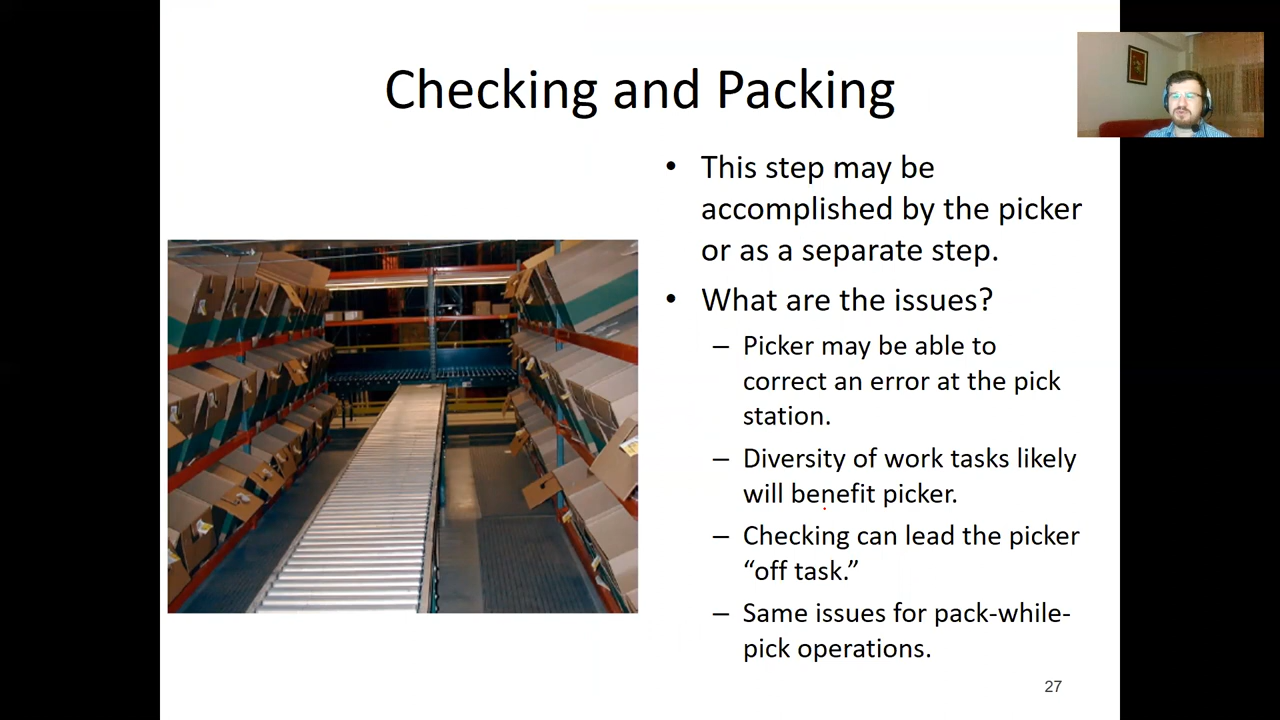 Checking and Packing
• This step may be
accomplished by the picker
or as a separate step.
• What are the issues?
– Picker may be able to
correct an error at the pick
station.
– Diversity of work tasks likely
will benefit picker.
– Checking can lead the picker
“off task.”
– Same issues for pack-while-
pick operations.
27